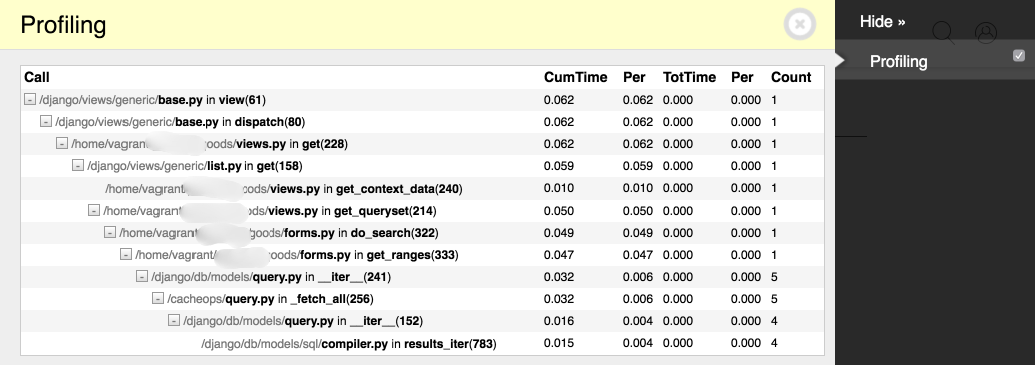 Profiling
Hide »
Profiling
Call CumTime Per TotTime Per Count
/django/views/generic/base.py in view(61) 0.062 0.062 0.000 0.000 1
/django/views/generic/base.py in dispatch(80) 0.062 0.062 0.000 0.000 1
/home/vagrant goods/views.py in get(228) 0.062 0.062 0.000 0.000 1
/django/views/generic/list.py in get(158) 0.059 0.059 0.000 0.000 1
/home/vagrant/ ods/views.py in get_context_data(240) 0.010 0.010 0.000 0.000 1
/home/vagrant ds/views.py in get_queryset(214) 0.050 0.050 0.000 0.000 1
/home/vagrant /goods/forms.py in do_search(322) 0.049 0.049 0.000 0.000 1
/home/vagrant/ oods/forms.py in get_ranges(333) 0.047 0.047 0.000 0.000 1
/django/db/models/query.py in __iter__(241) 0.032 0.006 0.000 0.000 5
/cacheops/query.py in _fetch_all(256) 0.032 0.006 0.000 0.000 5
/django/db/models/query.py in __iter__(152) 0.016 0.004 0.000 0.000 4
/django/db/models/sql/compiler.py in results_iter(783) 0.015 0.004 0.000 0.000 4